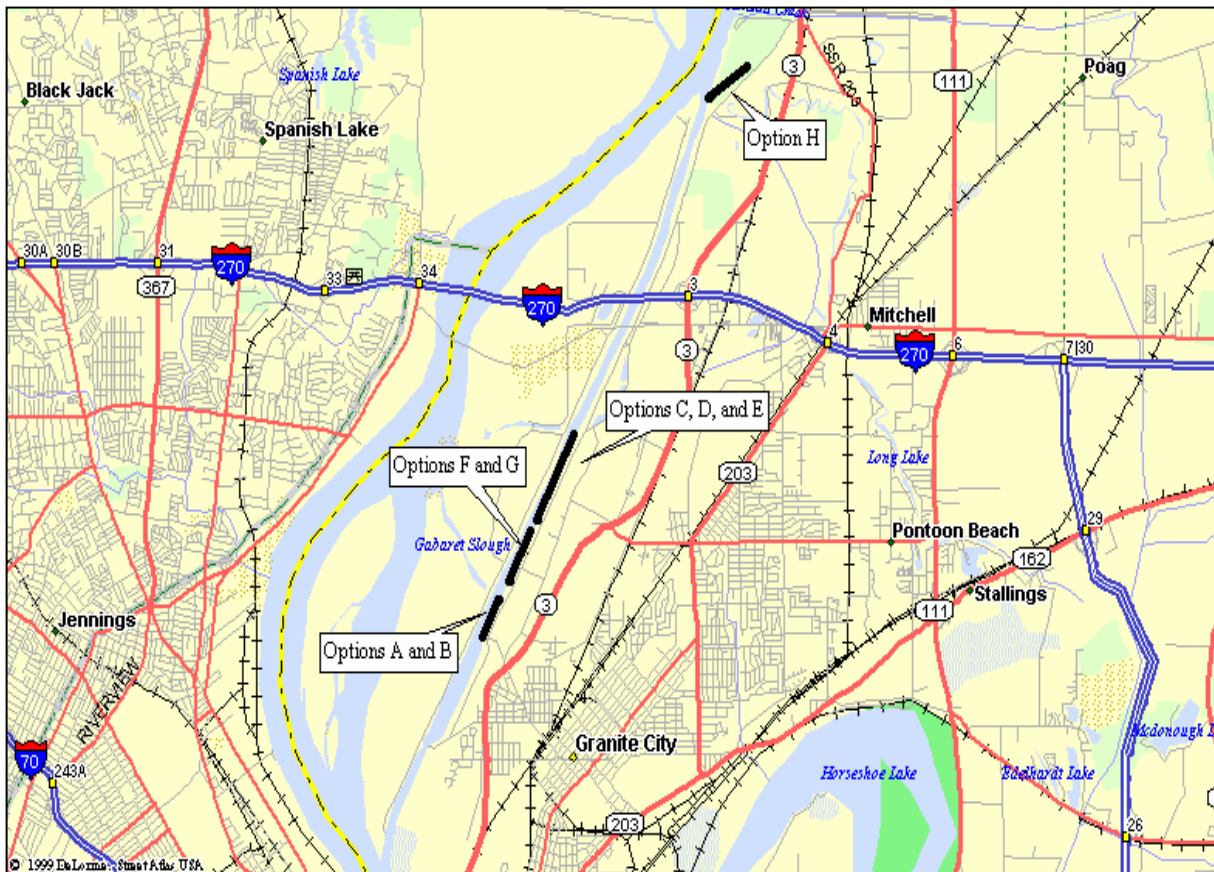 3
SSR 203
111
Poag
Black Jack
Spanish Lake
Spanish Lake
Option H
30A
30B
31
270
367
33
34
270
3
3
4
Mitchell
270
6
7|30
Options C, D, and E
Options F and G
203
Long Lake
Gabaret Slough
Pontoon Beach
29
162
Stallings
111
3
Jennings
Options A and B
RIVERVIEW
70
243A
Granite City
Horseshoe Lake
Edelhardt Lake
Mcdonough L
203
26
© 1999 DeLorme. Street Atlas USA